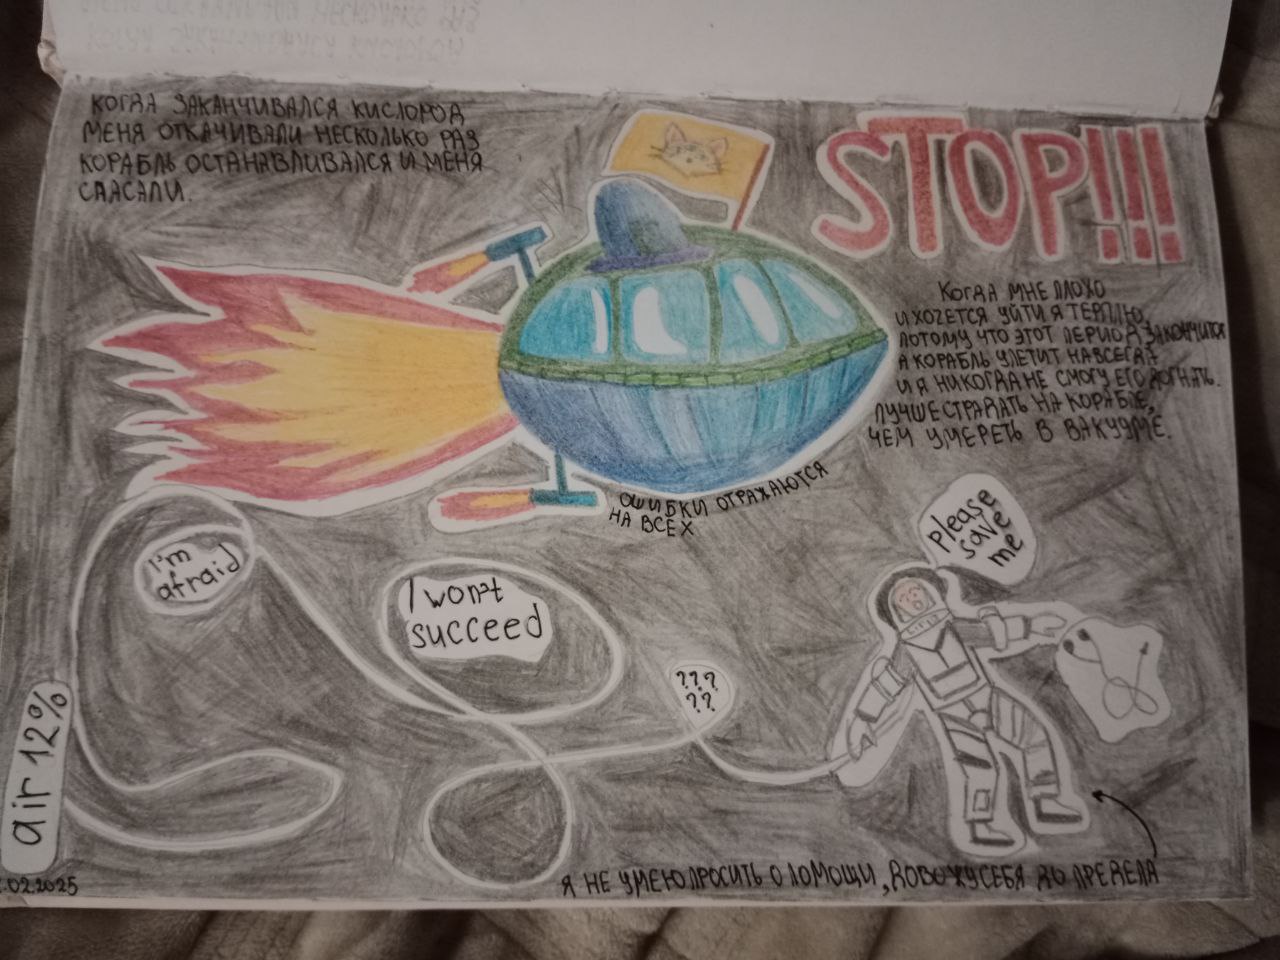 КОГДА ЗАКАНЧИВАЛСЯ КИСЛОРОД
МЕНЯ ОТКАЧИВАЛИ НЕСКОЛЬКО РАЗ
КОРАБЛЬ ОСТАНАВЛИВАЛСЯ И МЕНЯ
СПАСАЛИ.
STOP!!!
КОГДА МНЕ ПЛОХО
И ХОЧЕТСЯ УЙТИ Я ТЕРПЛЮ,
ПОТОМУ ЧТО ЭТОТ ПЕРИОД ЗАКОНЧИТСЯ
А КОРАБЛЬ УЛЕТИТ НАВСЕГДА
И Я НИКОГДА НЕ СМОГУ ЕГО ДОГНАТЬ.
ЛУЧШЕ СТРАДАТЬ НА КОРАБЛЕ,
ЧЕМ УМЕРЕТЬ В ВАКУУМЕ.
ОШИБКИ ОТРАЖАЮТСЯ
НА ВСЕХ
Please
save
me
I'm
afraid
I won't
succeed
???
??
air 12%
Я НЕ УМЕЮ ПРОСИТЬ О ПОМОЩИ, ДОВОЖУ СЕБЯ ДО ПРЕДЕЛА
.02.2025